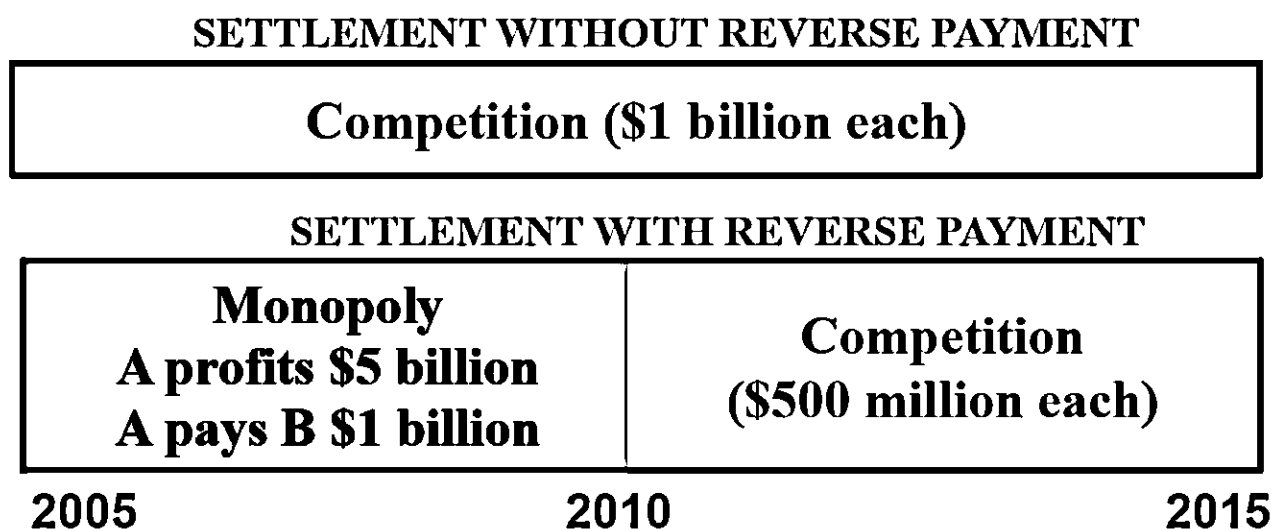 SETTLEMENT WITHOUT REVERSE PAYMENT
Competition ($1 billion each)
SETTLEMENT WITH REVERSE PAYMENT
Monopoly
A profits $5 billion
A pays B $1 billion
Competition
($500 million each)
2005 2010 2015